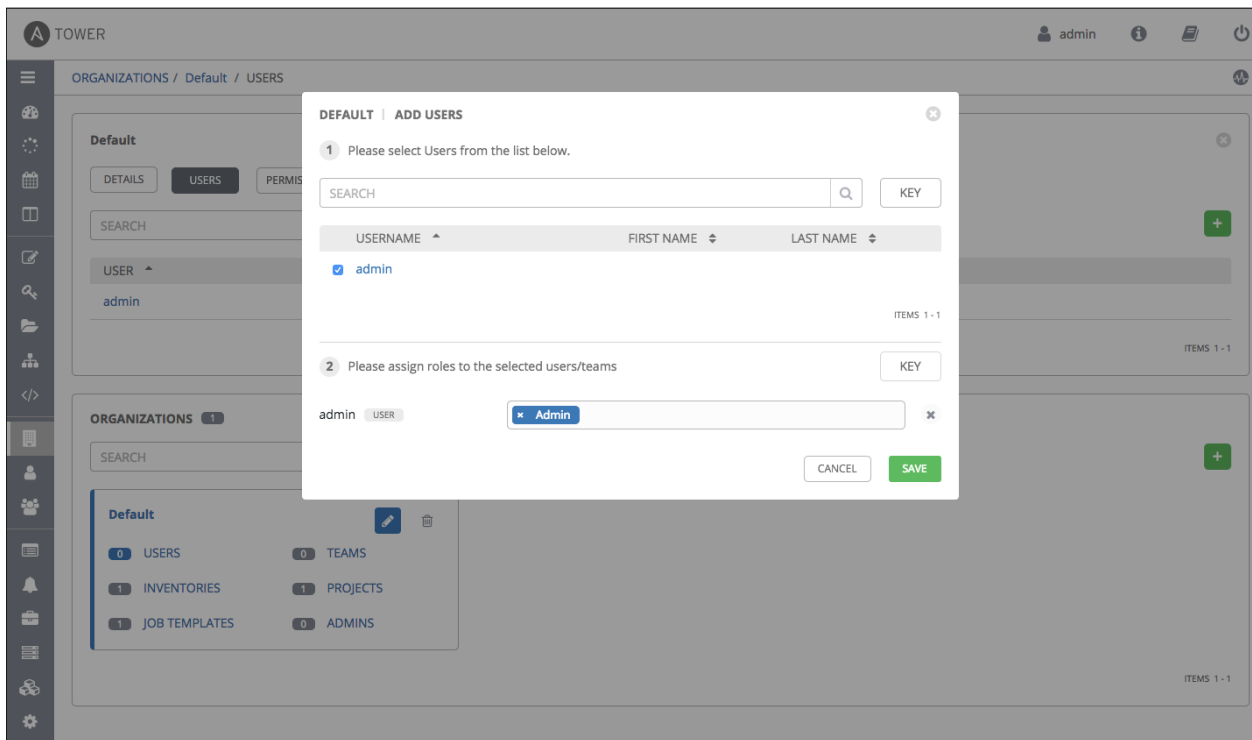 A TOWER
admin
ORGANIZATIONS / Default / USERS
Default
DETAILS
USERS
SEARCH
USER
admin
ITEMS 1 - 1
DEFAULT | ADD USERS
1 Please select Users from the list below.
SEARCH
KEY
USERNAME FIRST NAME LAST NAME
admin
ITEMS 1 - 1
2 Please assign roles to the selected users/teams
KEY
admin USER × Admin
CANCEL SAVE
ORGANIZATIONS 1
SEARCH
Default
0 USERS 0 TEAMS
1 INVENTORIES 1 PROJECTS
1 JOB TEMPLATES 0 ADMINS
ITEMS 1 - 1